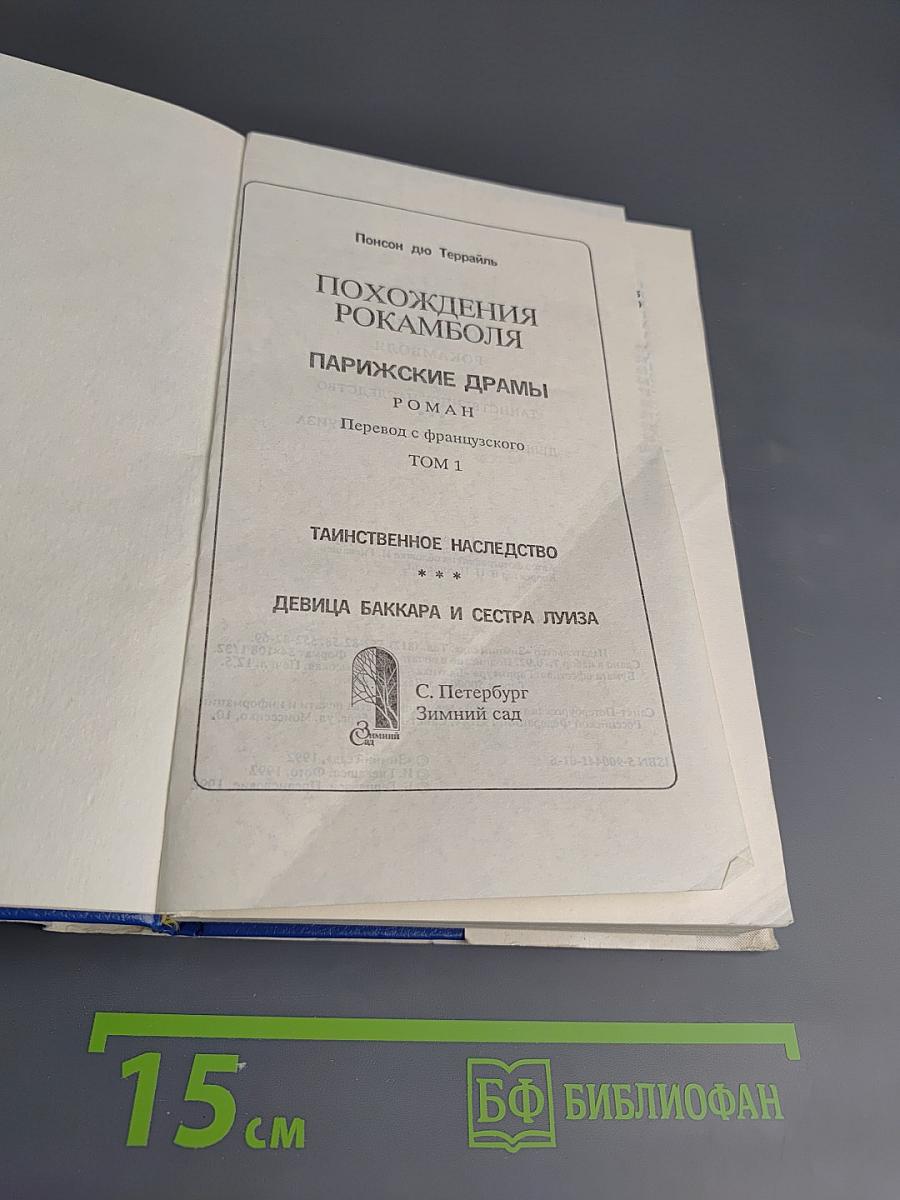 Понсон дю Террайль
ПОХОЖДЕНИЯ
РОКАМБОЛЯ
ПАРИЖСКИЕ ДРАМЫ
РОМАН
Перевод с французского
ТОМ 1
ТАИНСТВЕННОЕ НАСЛЕДСТВО
* * *
ДЕВИЦА БАККАРА И СЕСТРА ЛУИЗА
Зимний
Сад
С. Петербург
Зимний сад
15 см
БФ БИБЛИОФАН